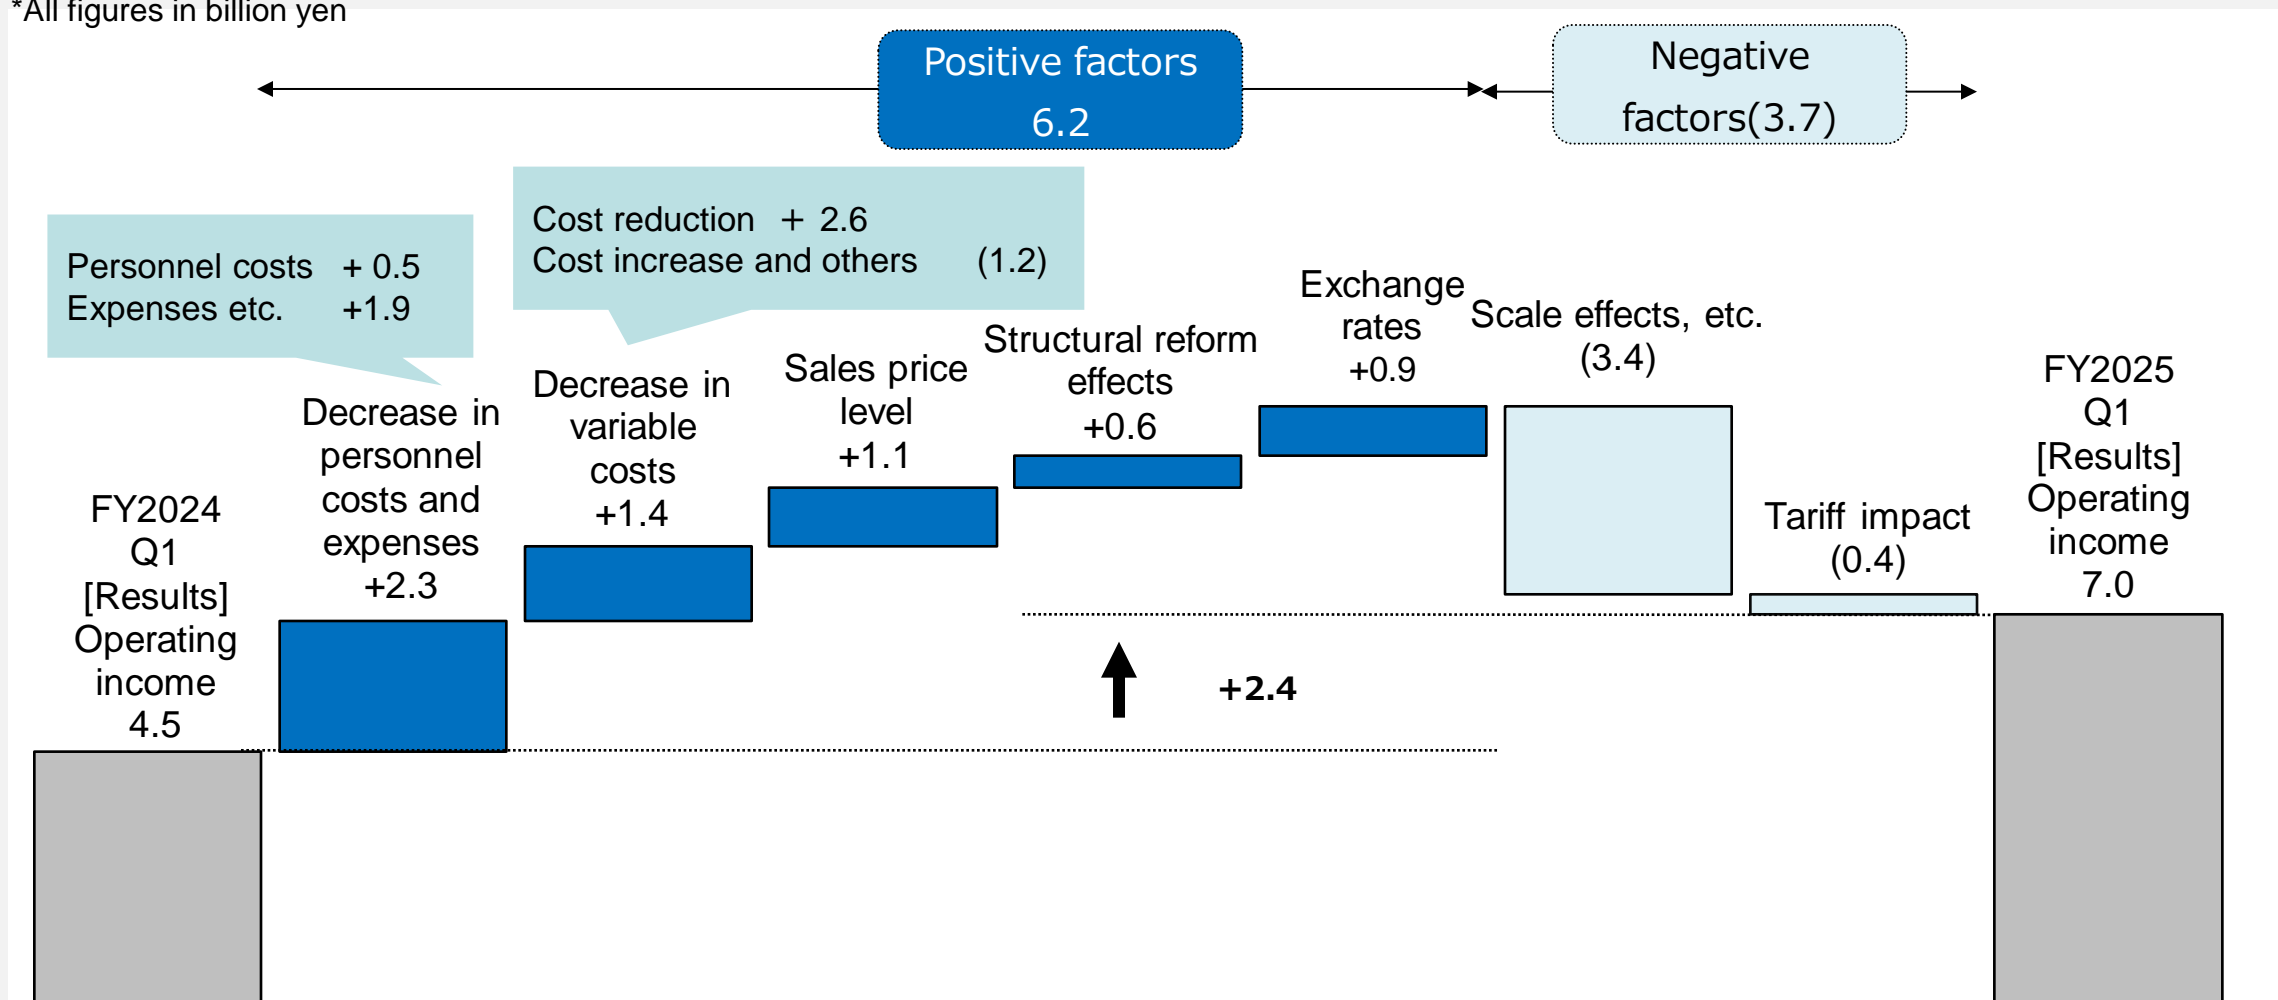 *All figures in billion yen
Positive factors
6.2
Negative
factors(3.7)
Personnel costs + 0.5
Expenses etc. +1.9
Cost reduction + 2.6
Cost increase and others (1.2)
FY2024
Q1
[Results]
Operating
income
4.5
Decrease in
personnel
costs and
expenses
+2.3
Decrease in
variable
costs
+1.4
Sales price
level
+1.1
Structural reform
effects
+0.6
Exchange
rates
+0.9
Scale effects, etc.
(3.4)
Tariff impact
(0.4)
FY2025
Q1
[Results]
Operating
income
7.0
+2.4